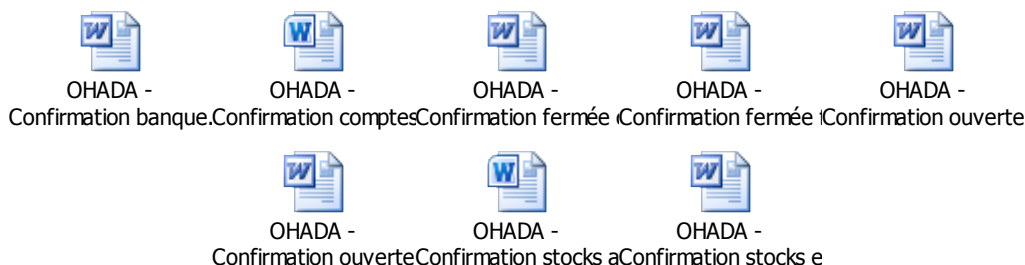 OHADA - OHADA - OHADA - OHADA - OHADA -
Confirmation banque. Confirmation comptes Confirmation fermée Confirmation fermée Confirmation ouverte
OHADA - OHADA - OHADA -
Confirmation ouverte Confirmation stocks a Confirmation stocks e